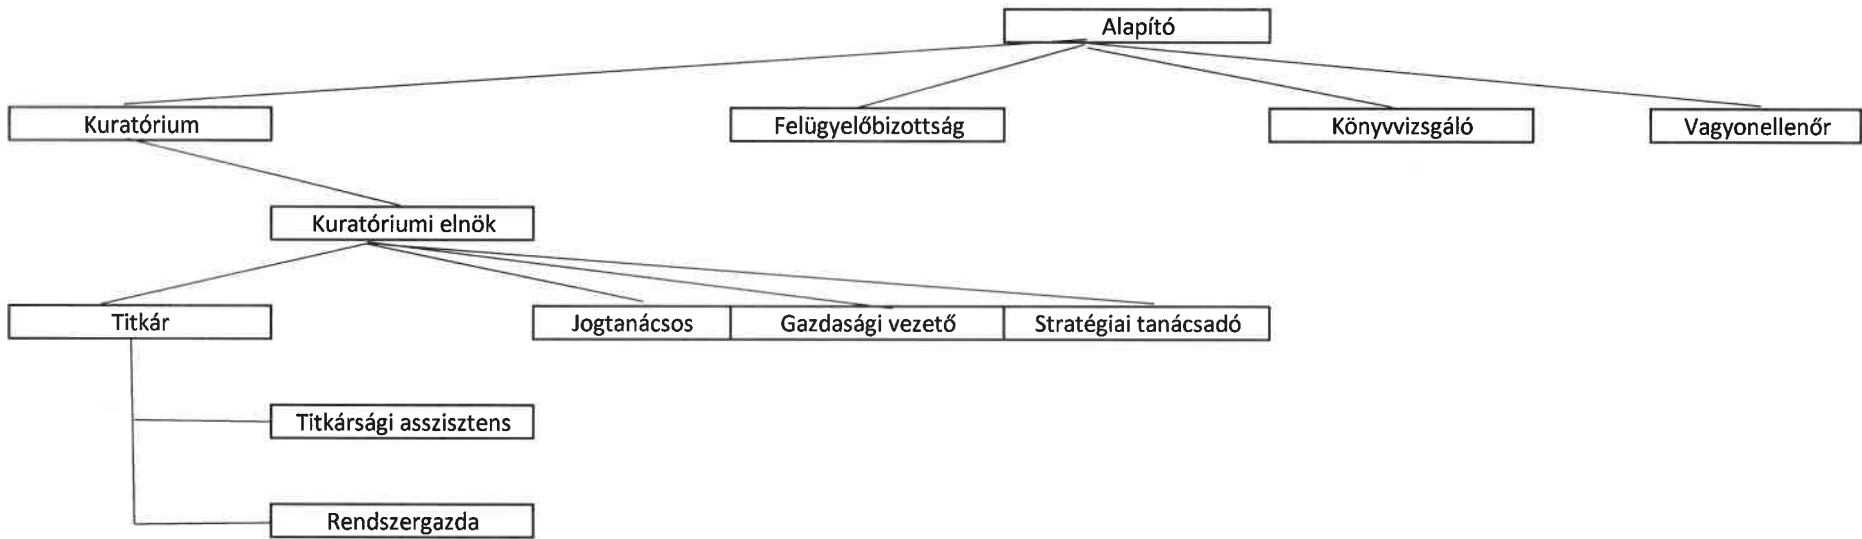 Alapító
Kuratórium
Felügyelőbizottság
Könyvvizsgáló
Vagyonellenőr
Kuratóriumi elnök
Titkár
Jogtanácsos
Gazdasági vezető
Stratégiai tanácsadó
Titkársági asszisztens
Rendszergazda